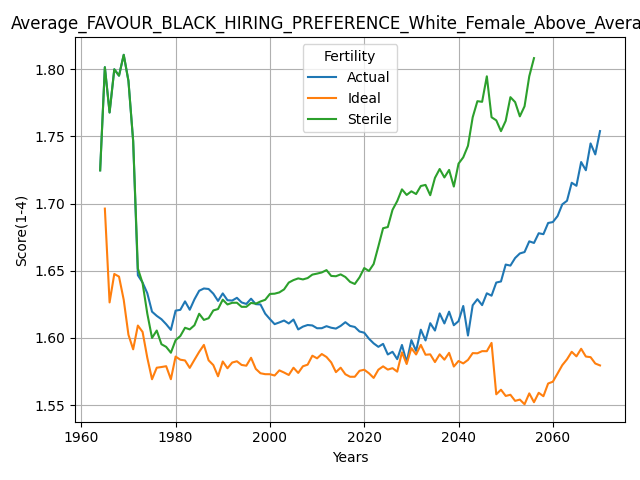 Average_FAVOUR_BLACK_HIRING_PREFERENCE_White_Female_Above_Avera
Fertility
Actual
Ideal
Sterile
Score(1-4)
1.80
1.75
1.70
1.65
1.60
1.55
1960 1980 2000 2020 2040 2060
Years